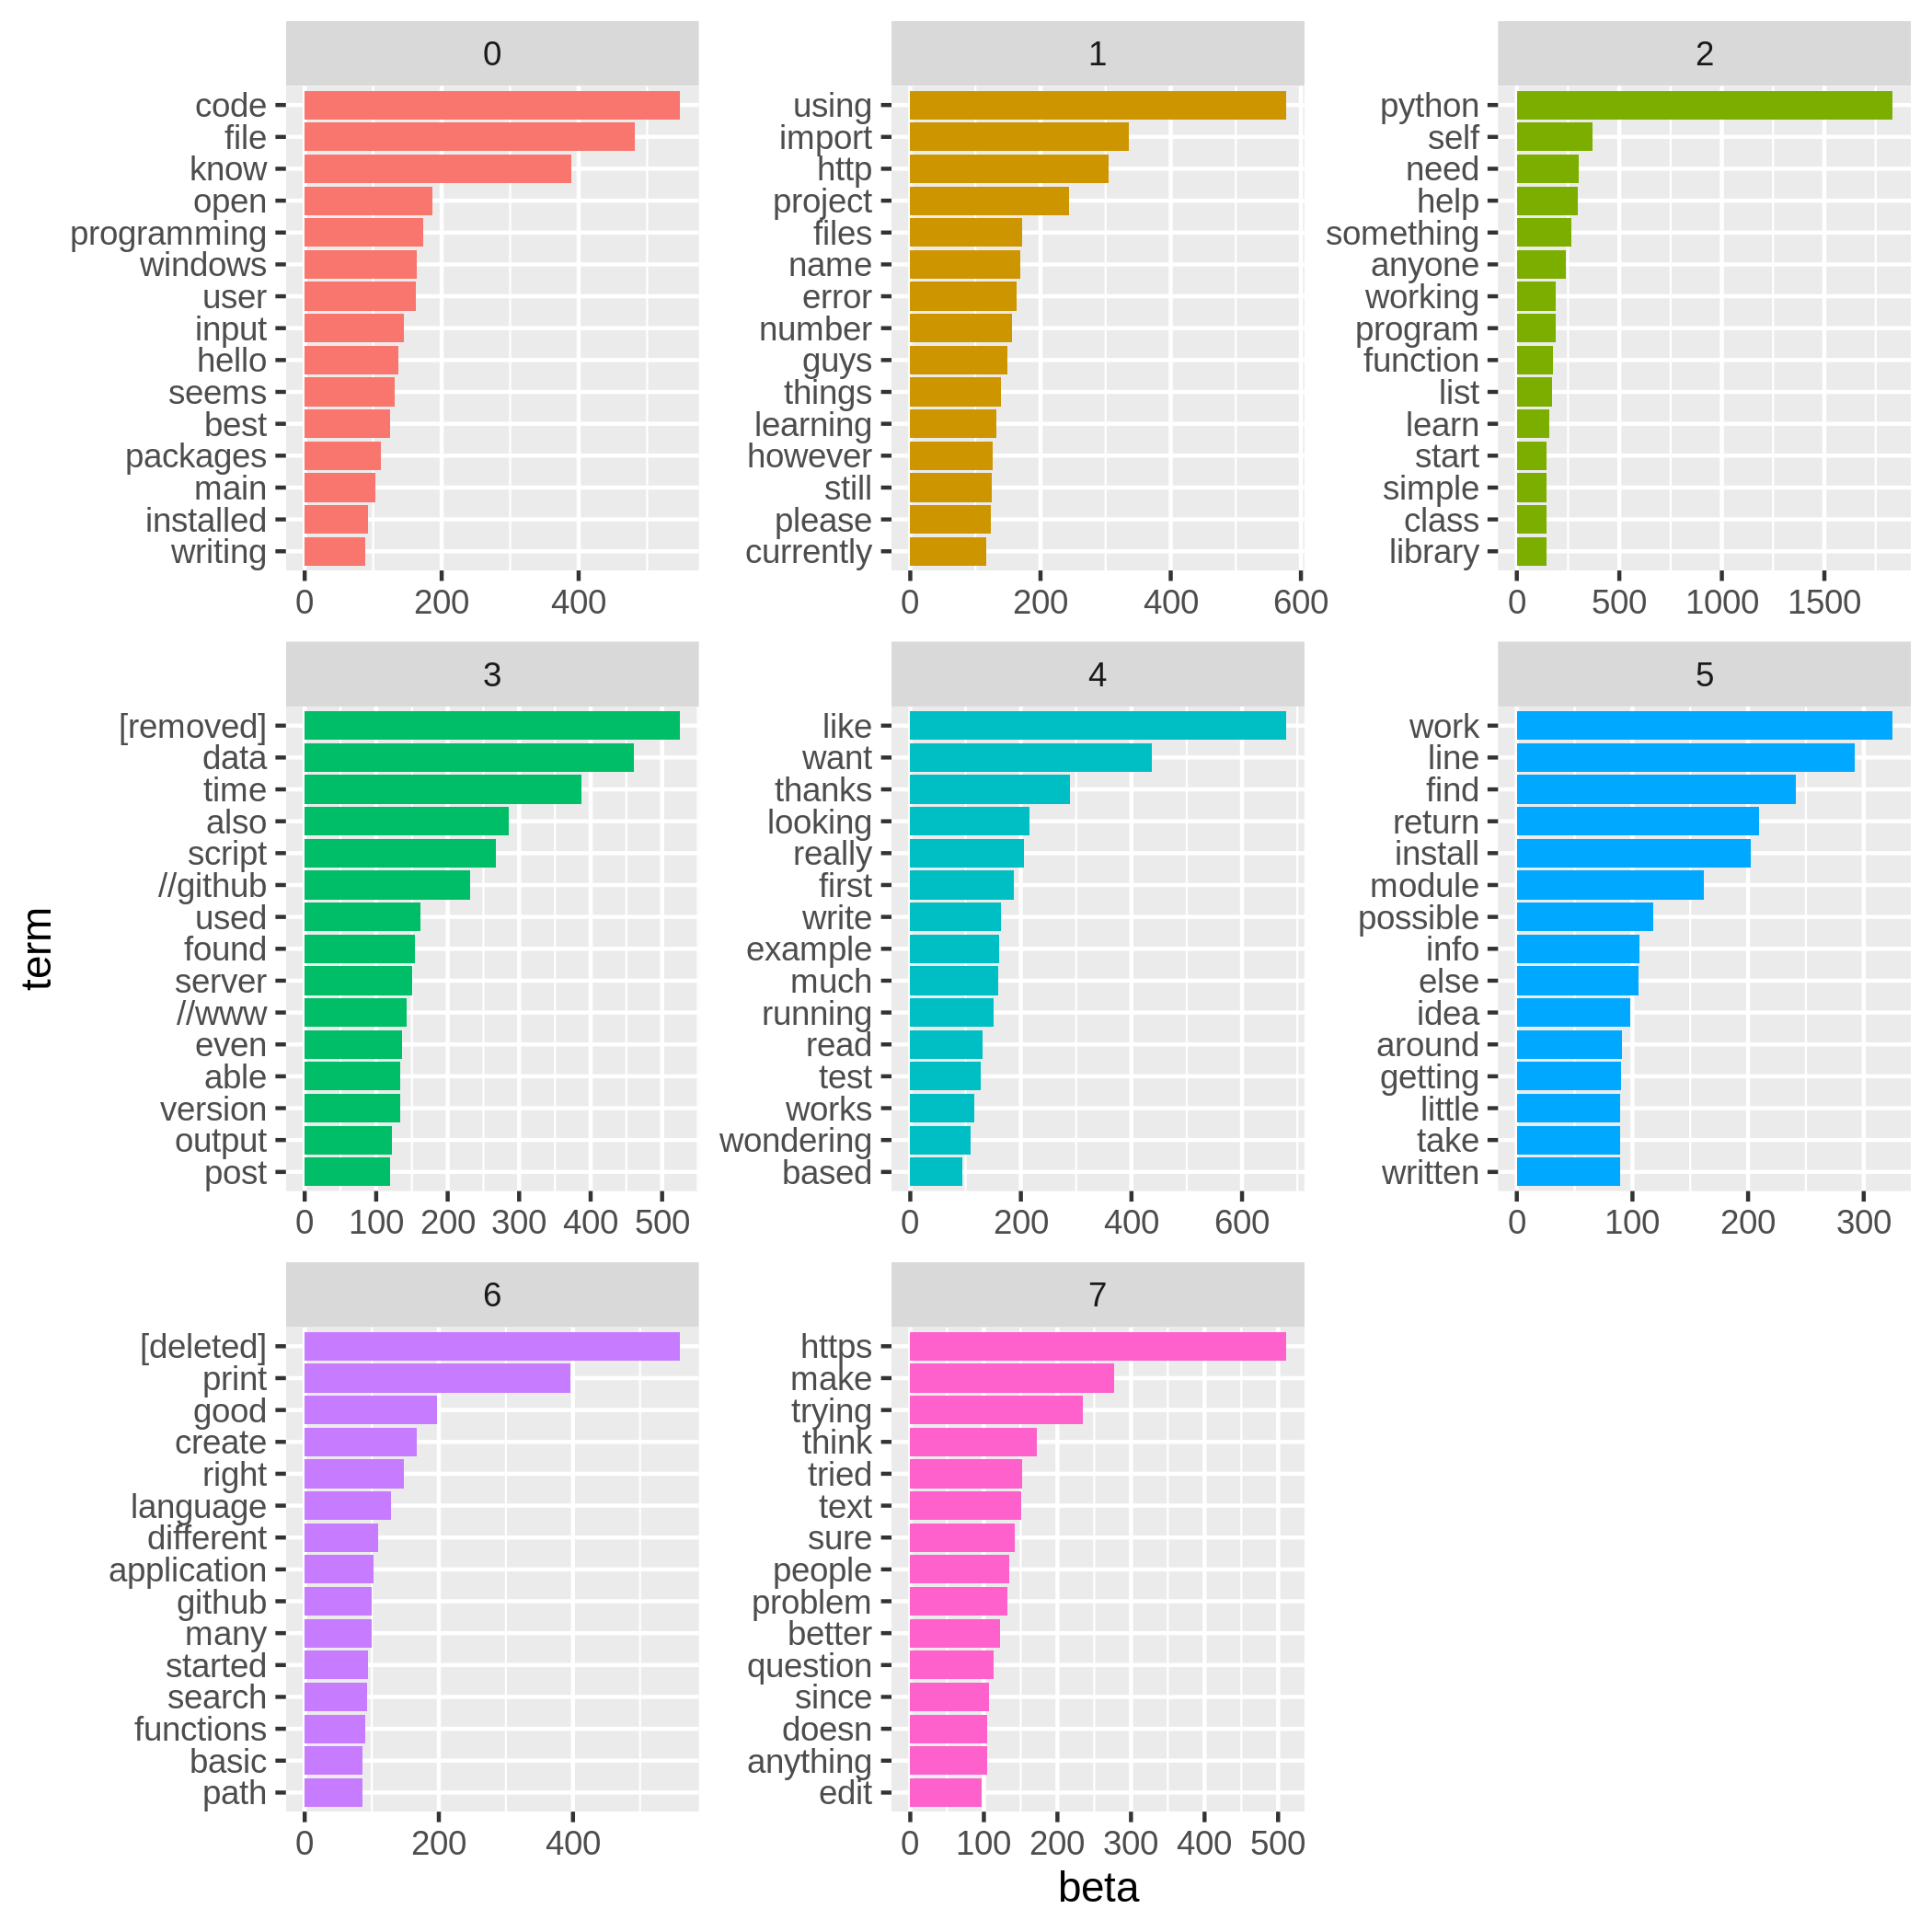 0
code
file
know
open
programming
windows
user
input
hello
seems
best
packages
main
installed
writing
0 200 400
1
using
import
http
project
files
name
error
number
guys
things
learning
however
still
please
currently
0 200 400 600
2
python
self
need
help
something
anyone
working
program
function
list
learn
start
simple
class
library
0 500 1000 1500
term
3
[removed]
data
time
also
script
//github
used
found
server
//www
even
able
version
output
post
0 100 200 300 400 500
4
like
want
thanks
looking
really
first
write
example
much
running
read
test
works
wondering
based
0 200 400 600
5
work
line
find
return
install
module
possible
info
else
idea
around
getting
little
take
written
0 100 200 300
6
[deleted]
print
good
create
right
language
different
application
github
many
started
search
functions
basic
path
0 200 400
7
https
make
trying
think
tried
text
sure
people
problem
better
question
since
doesn
anything
edit
0 100 200 300 400 500
beta